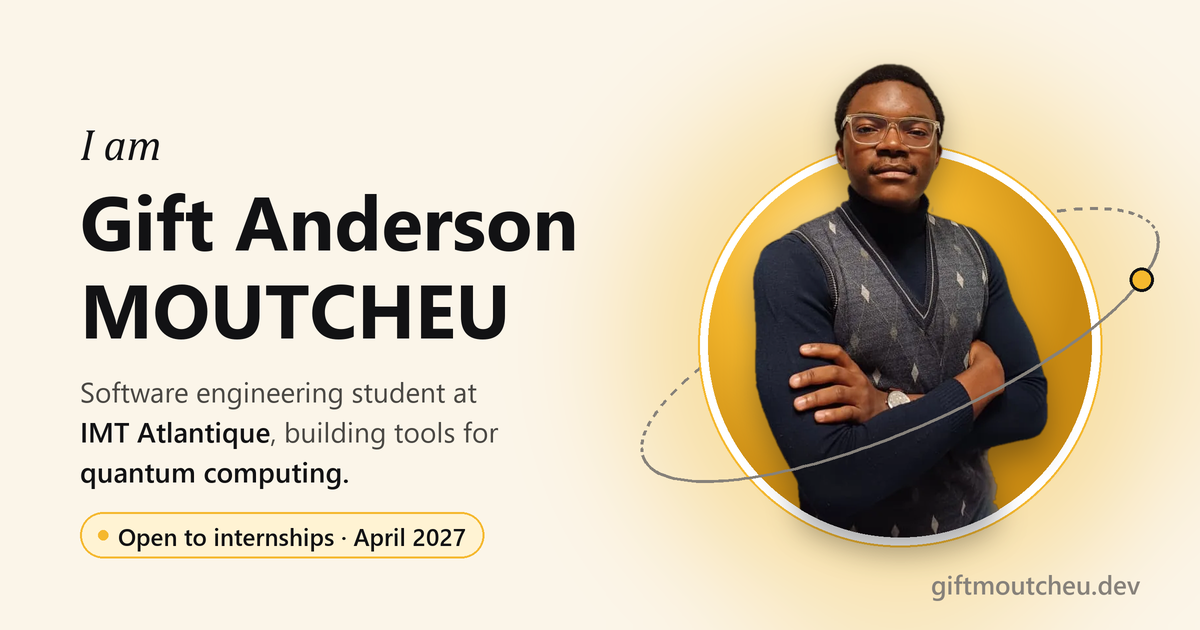 I am
Gift Anderson
MOUTCHEU
Software engineering student at
IMT Atlantique, building tools for
quantum computing.
Open to internships · April 2027
giftmoutcheu.dev